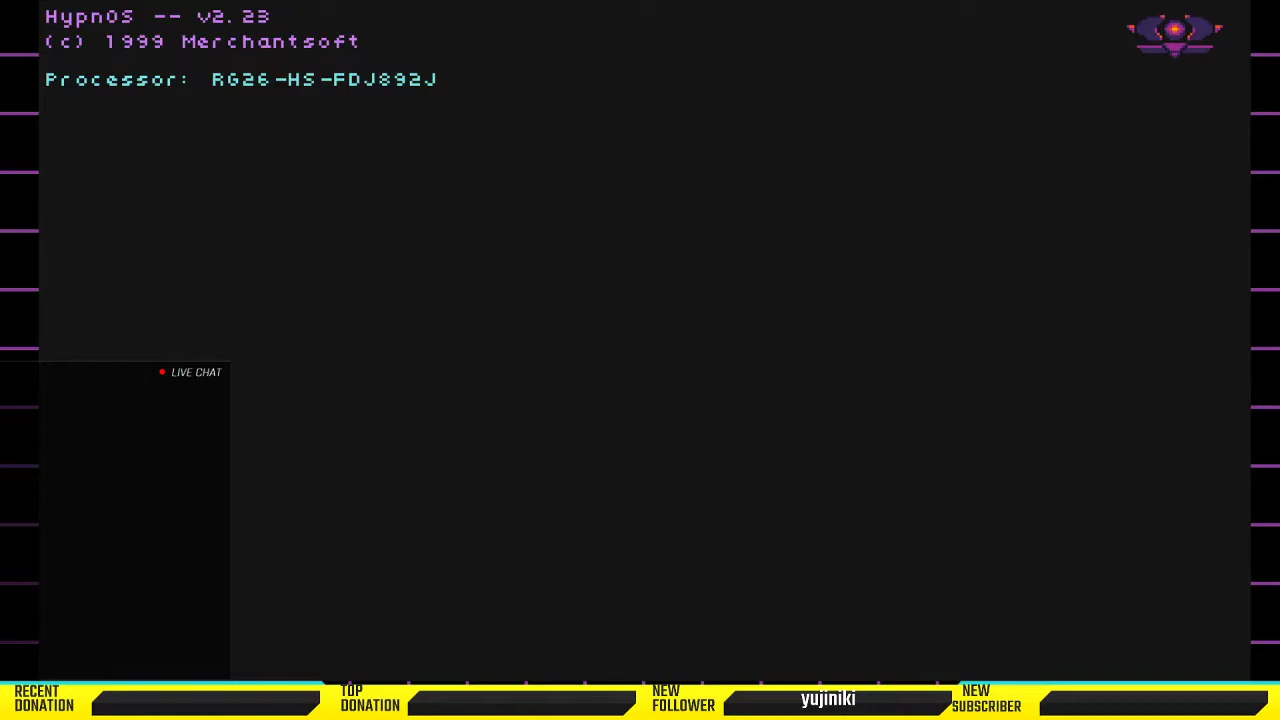 HypnOS -- v2.23
(c) 1999 Merchantsoft
Processor: RG26-HS-FDJ892J
LIVE CHAT
RECENT
DONATION
TOP
DONATION
NEW
FOLLOWER
yujiniki
NEW
SUBSCRIBER